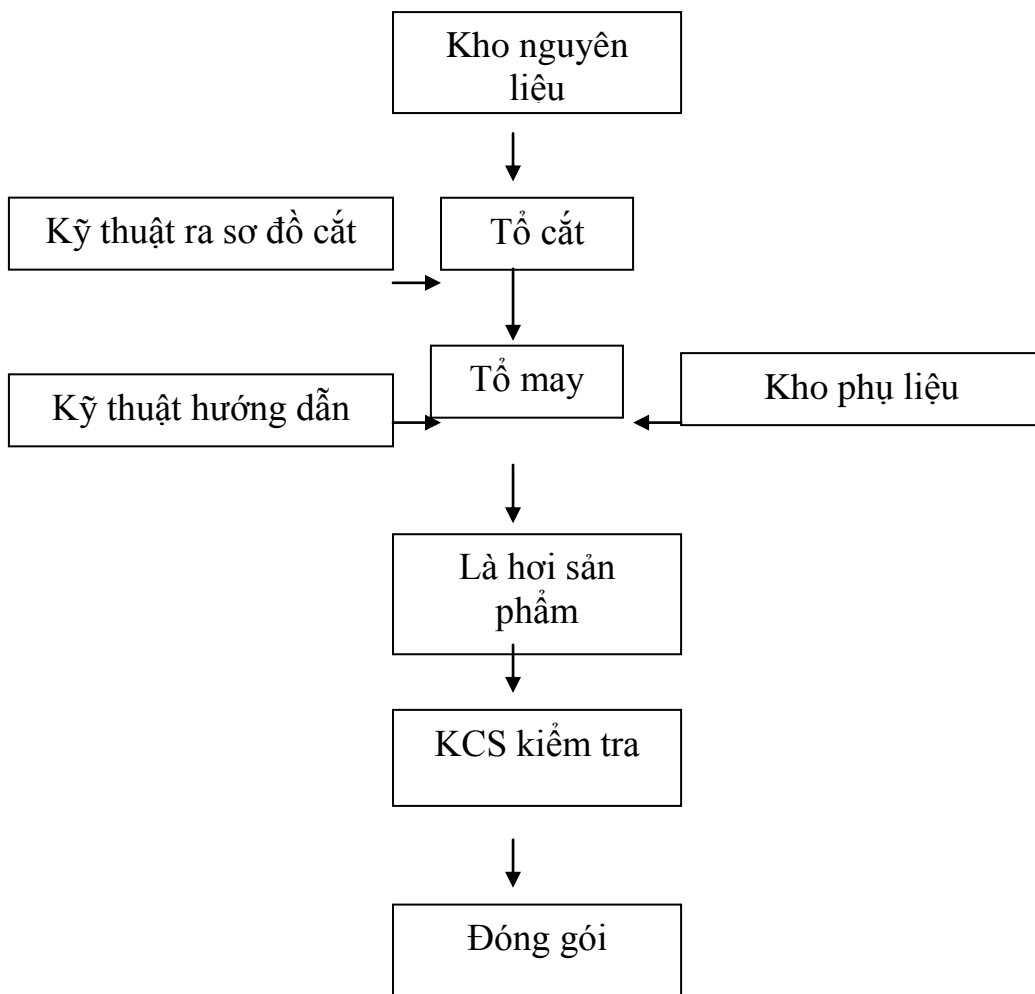 Kho nguyên
liệu
Kỹ thuật ra sơ đồ cắt
Tổ cắt
Kỹ thuật hướng dẫn
Tổ may
Kho phụ liệu
Là hơi sản
phẩm
KCS kiểm tra
Đóng gói